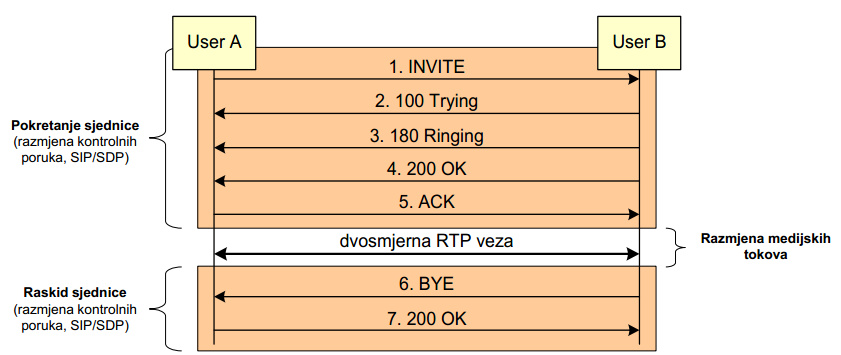 User A
User B
1. INVITE
2. 100 Trying
3. 180 Ringing
4. 200 OK
5. ACK
Pokretanje sjednice
(razmjena kontrolnih
poruka, SIP/SDP)
dvosmjerna RTP veza
Razmjena medijskih
tokova
6. BYE
7. 200 OK
Raskid sjednice
(razmjena kontrolnih
poruka, SIP/SDP)